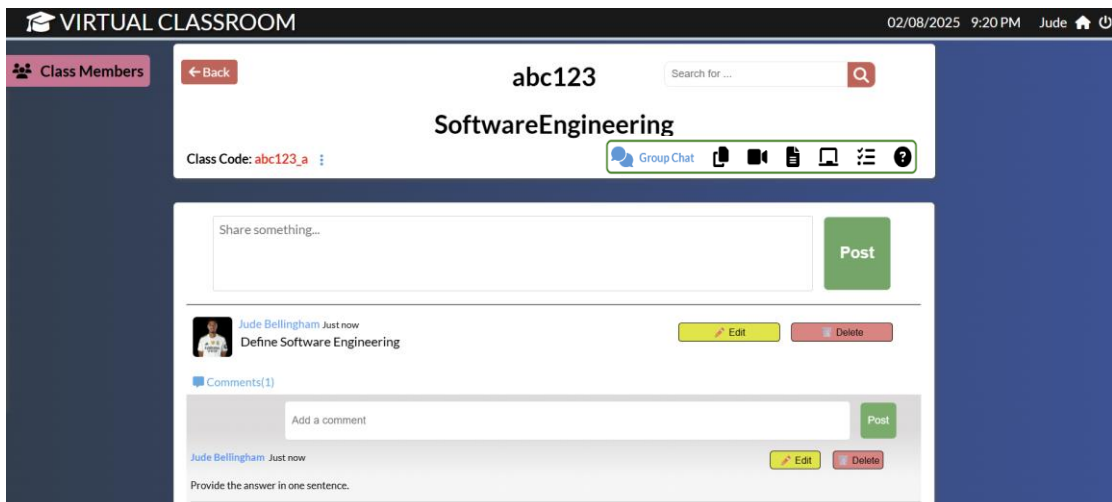 VIRTUAL CLASSROOM 02/08/2025 9:20 PM Jude
Class Members
Back
abc123
Search for ...
SoftwareEngineering
Class Code: abc123_a
Group Chat
Share something...
Post
Jude Bellingham Just now
Define Software Engineering
Edit
Delete
Comments(1)
Add a comment
Post
Jude Bellingham Just now
Edit
Delete
Provide the answer in one sentence.